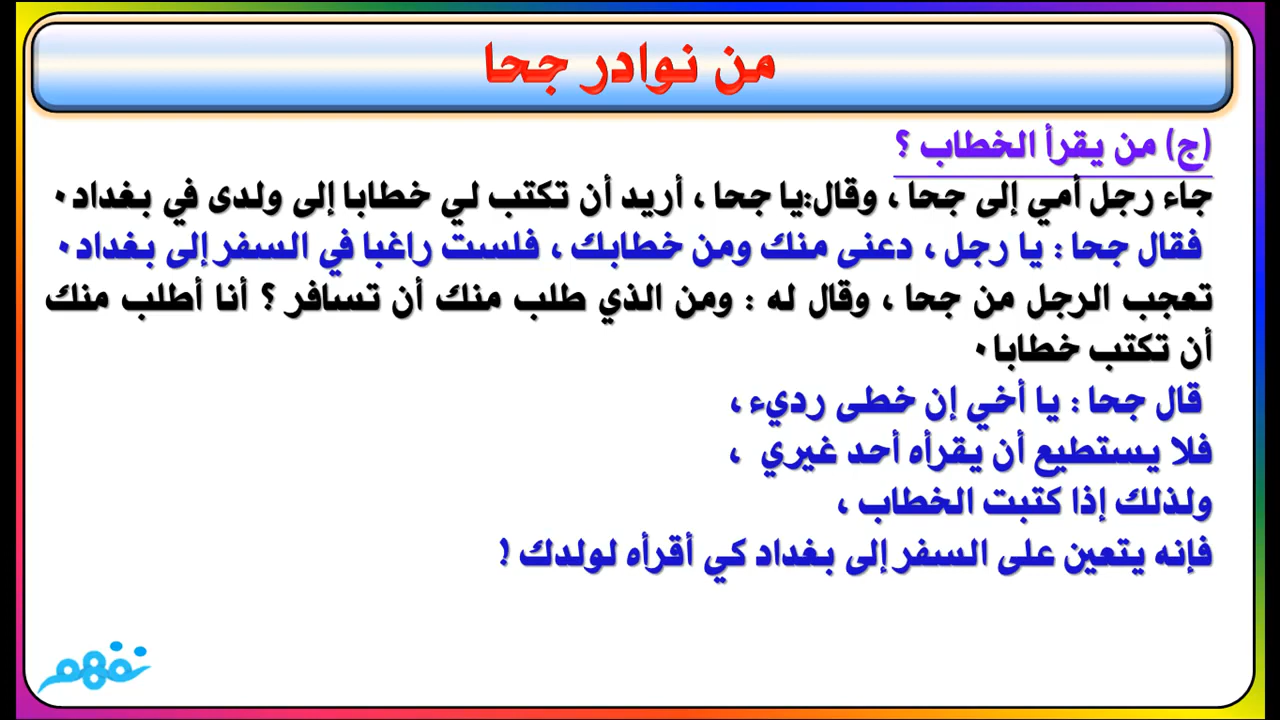 من نوادر جحا
(ج) من يقرأ الخطاب ؟
جاء رجل أمي إلى جحا ، وقال:يا جحا ، أريد أن تكتب لي خطابا إلى ولدى في بغداد٠
فقال جحا : يا رجل ، دعنى منك ومن خطابك ، فلست راغبا في السفر إلى بغداد٠
تعجب الرجل من جحا ، وقال له : ومن الذي طلب منك أن تسافر ؟ أنا أطلب منك
أن تكتب خطابا٠
قال جحا : يا أخي إن خطى رديء ،
فلا يستطيع أن يقرأه أحد غيري ،
ولذلك إذا كتبت الخطاب ،
فإنه يتعين على السفر إلى بغداد كي أقرأه لولدك !
نفهم